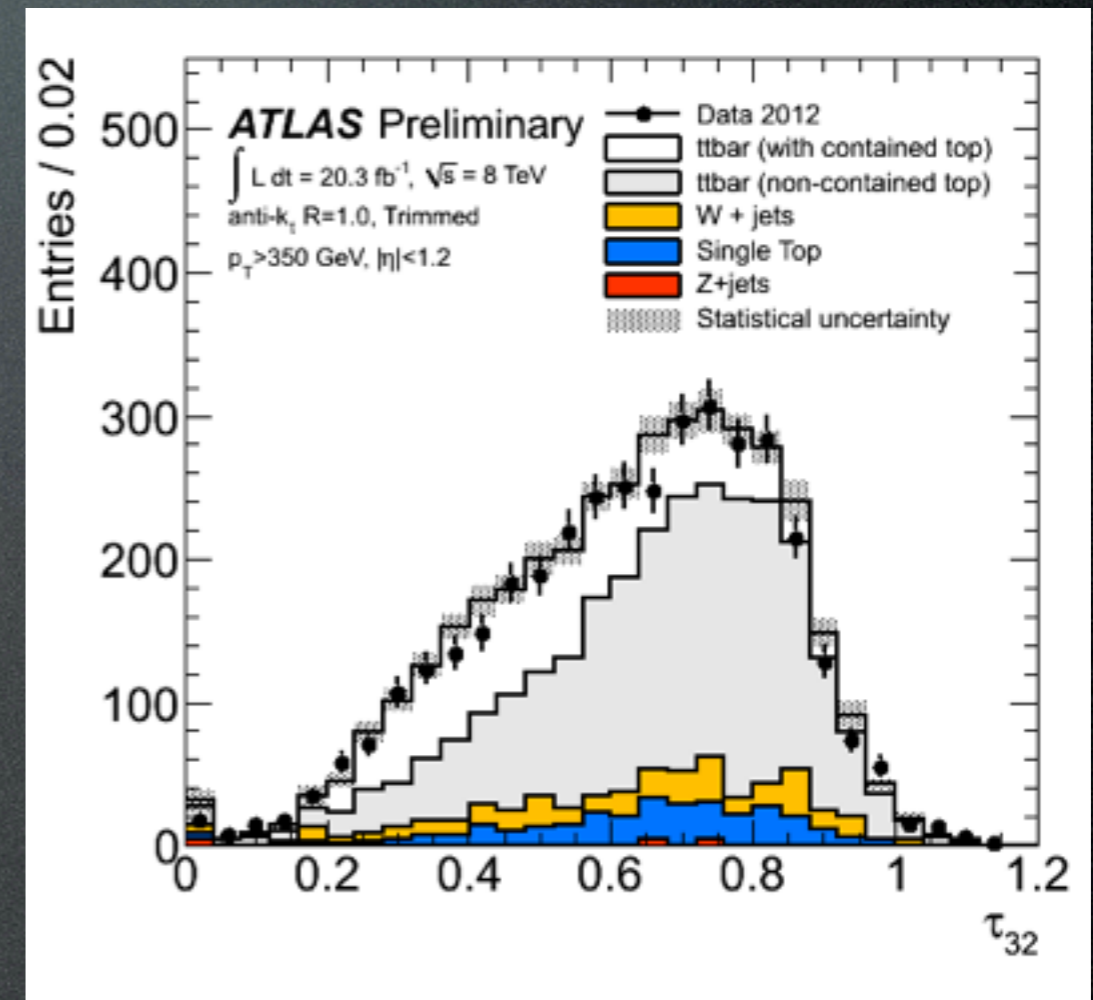 Entries / 0.02
500
400
300
200
100
0
ATLAS Preliminary
∫ L dt = 20.3 fb⁻¹, √s = 8 TeV
anti-kₜ R=1.0, Trimmed
p_T>350 GeV, |η|<1.2
Data 2012
ttbar (with contained top)
ttbar (non-contained top)
W + jets
Single Top
Z+jets
Statistical uncertainty
0 0.2 0.4 0.6 0.8 1 1.2
τ₃₂